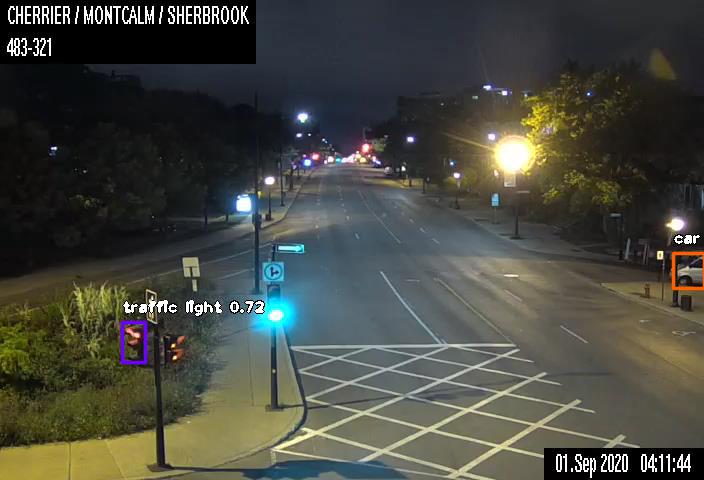 CHERRIER / MONTCALM / SHERBROOK
483-321
car
traffic light 0.72
01.Sep 2020 04:11:44